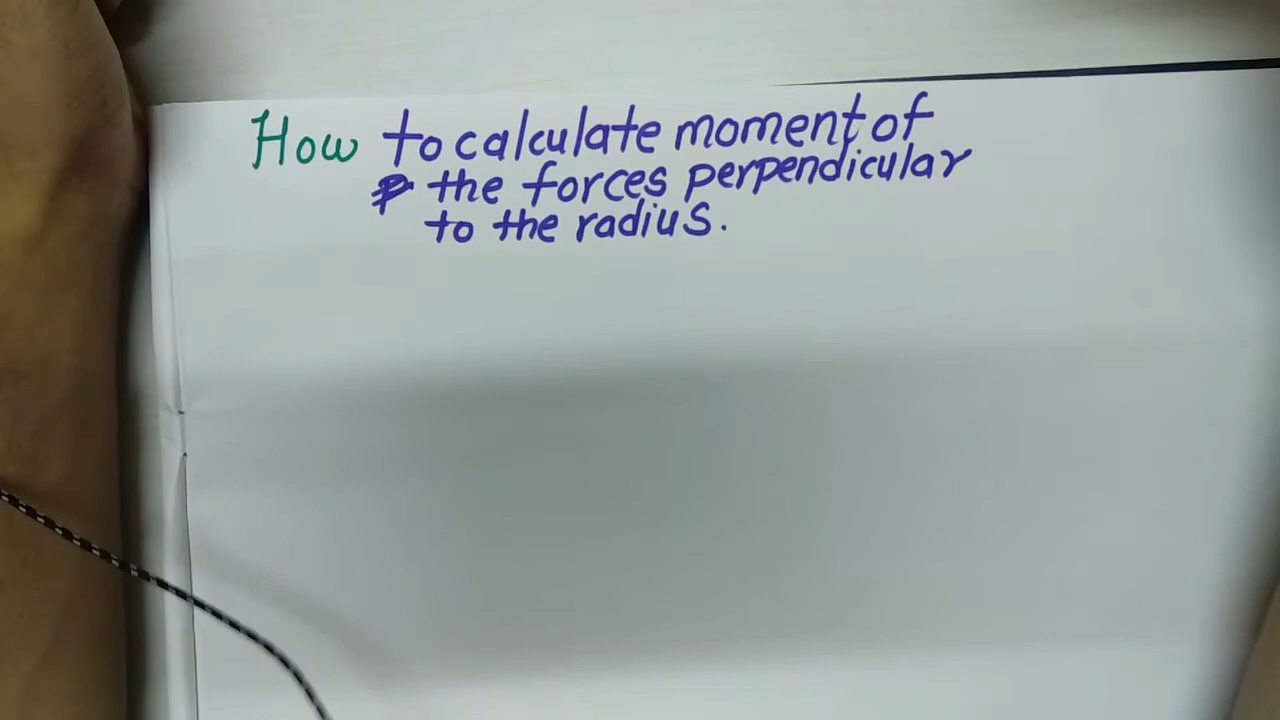 How to calculate moment of
the forces perpendicular
to the radius.